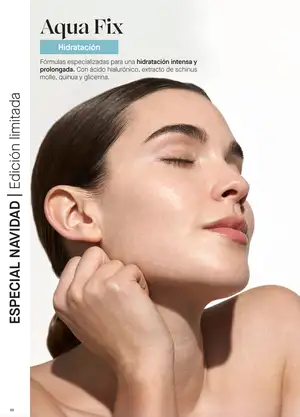 Aqua Fix
Hidratación
Fórmulas especializadas para una hidratación intensa y
prolongada. Con ácido hialurónico, extracto de schinus
molle, quinua y glicerina.
ESPECIAL NAVIDAD | Edición limitada